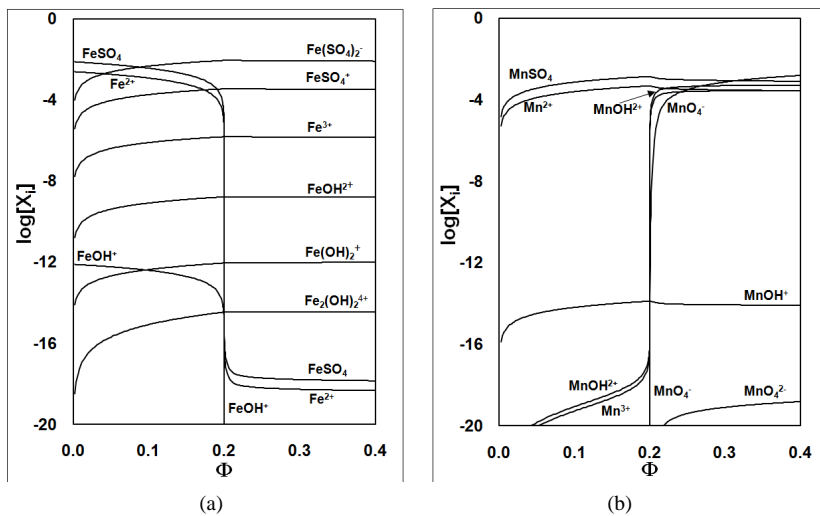 0
-4
-8
-12
-16
-20
log[Xᵢ]
0.0 0.1 0.2 0.3 0.4
Φ
FeSO₄
Fe²⁺
Fe(SO₄)₂⁻
FeSO₄⁺
Fe³⁺
FeOH²⁺
FeOH⁺
Fe(OH)₂⁺
Fe₂(OH)₂⁴⁺
FeSO₄
Fe²⁺
FeOH⁺
(a)
0
-4
-8
-12
-16
-20
log[Xᵢ]
0.0 0.1 0.2 0.3 0.4
Φ
MnSO₄
Mn²⁺
MnOH²⁺
MnO₄⁻
MnOH⁺
MnOH²⁺
Mn³⁺
MnO₄⁻
MnO₄²⁻
(b)